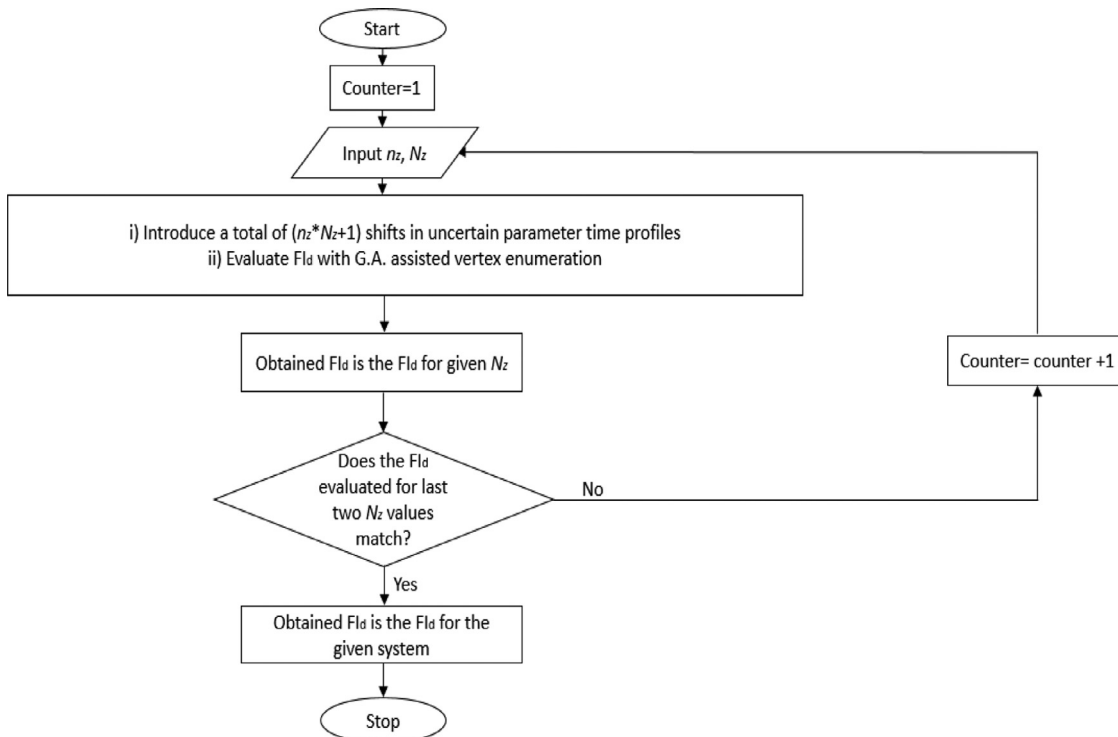 Start
Counter=1
Input nz, Nz
i) Introduce a total of (nz*Nz+1) shifts in uncertain parameter time profiles
ii) Evaluate FId with G.A. assisted vertex enumeration
Obtained FId is the FId for given Nz
Counter= counter +1
Does the FId
evaluated for last
two Nz values
match?
No
Yes
Obtained FId is the FId for the
given system
Stop